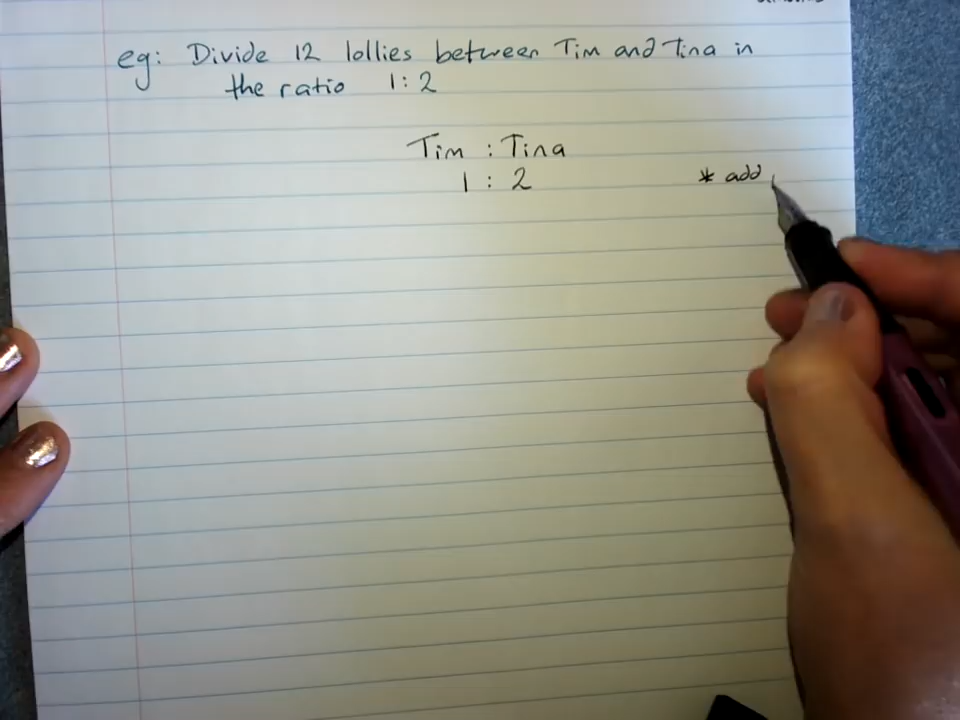 eg: Divide 12 lollies between Tim and Tina in
the ratio 1:2
Tim : Tina
1 : 2
* add